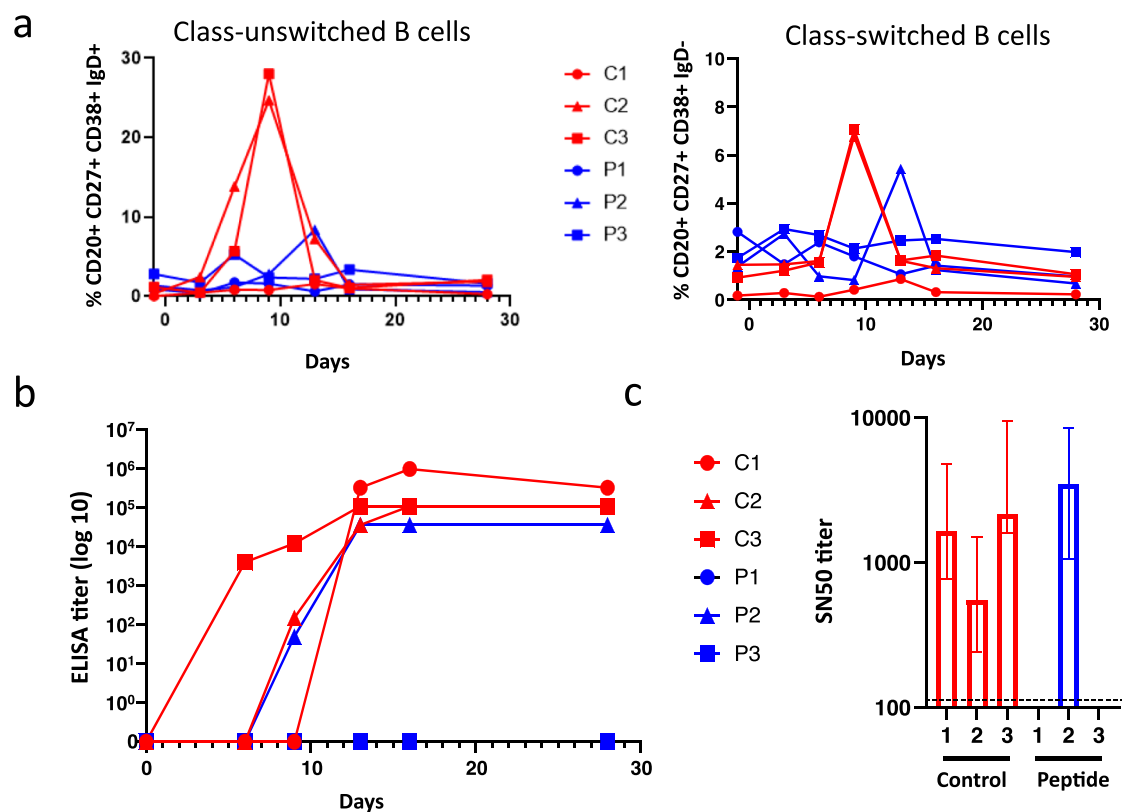 a
Class-unswitched B cells
% CD20+ CD27+ CD38+ IgD+
30
20
10
0
0 10 20 30
Days
C1
C2
C3
P1
P2
P3
Class-switched B cells
% CD20+ CD27+ CD38+ IgD-
10
8
6
4
2
0
0 10 20 30
Days
b
ELISA titer (log 10)
10⁷
10⁶
10⁵
10⁴
10³
10²
10¹
10⁰
0
0 10 20 30
Days
C1
C2
C3
P1
P2
P3
c
SN50 titer
10000
1000
100
1 2 3 1 2 3
Control Peptide